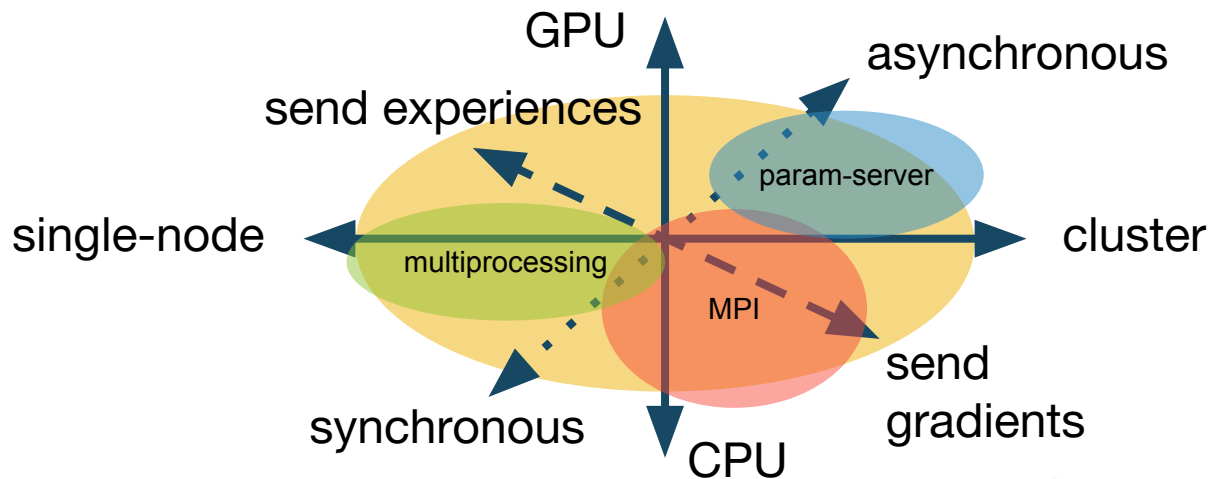 GPU
asynchronous
send experiences
param-server
single-node
cluster
multiprocessing
MPI
send
gradients
synchronous
CPU